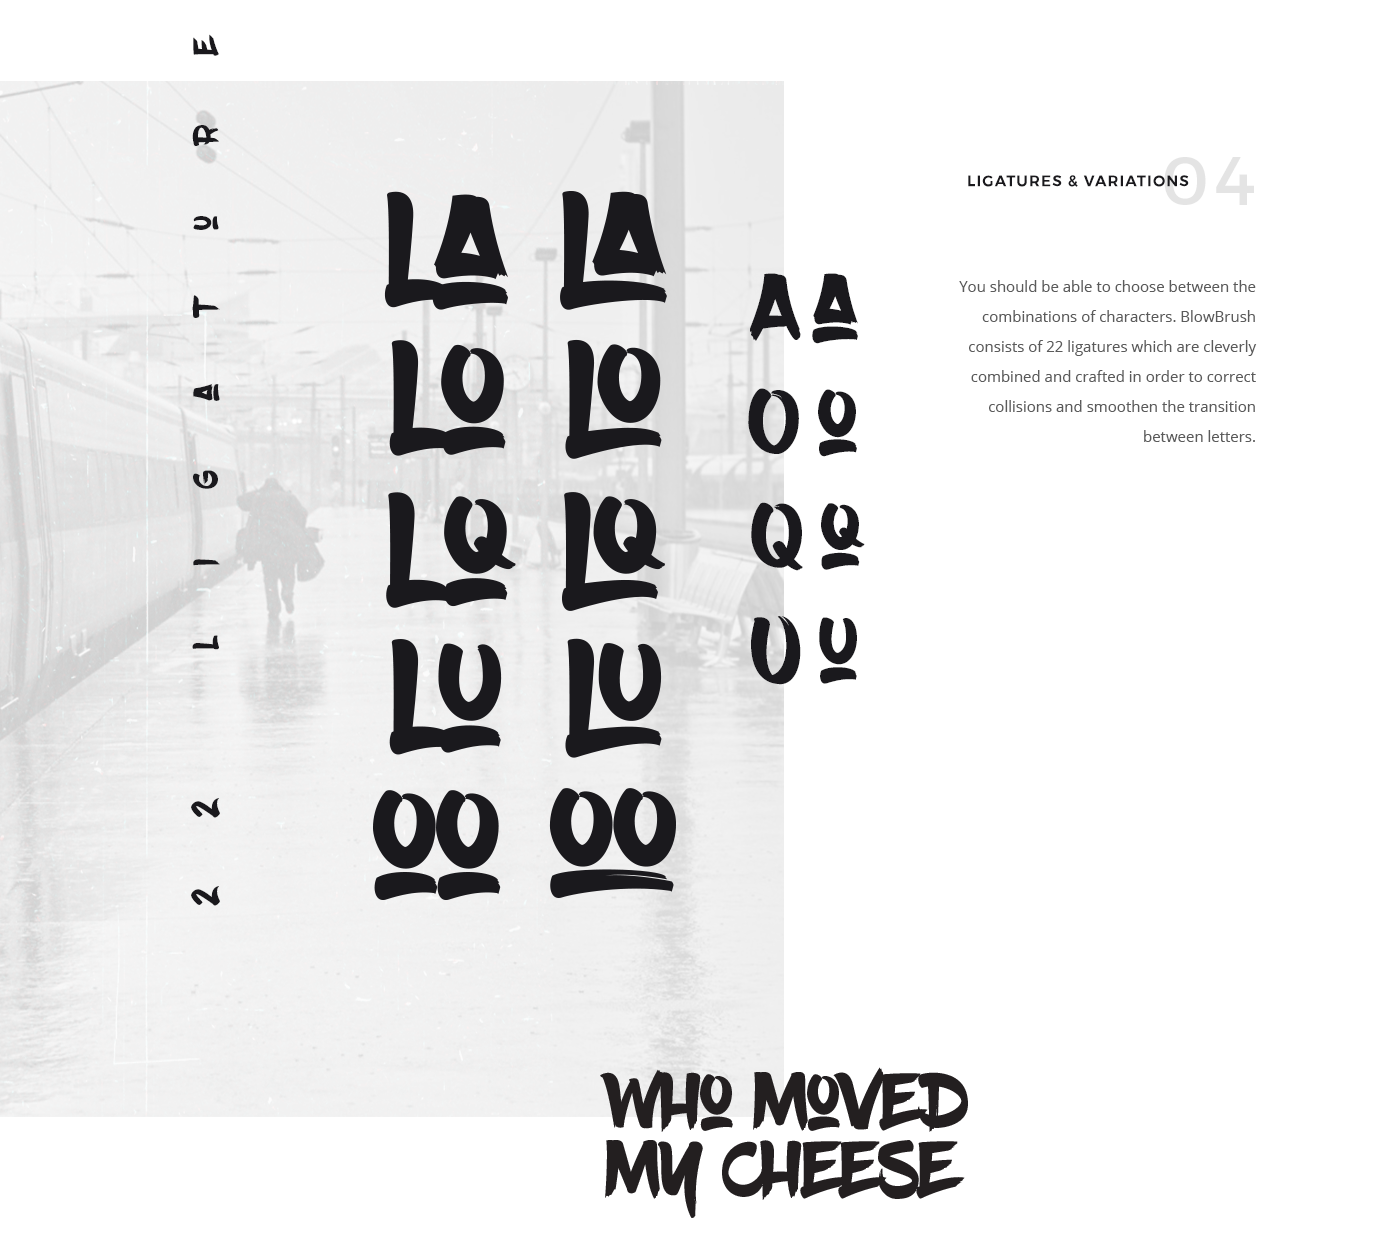 22 LIGATURE
LA LA
LO LO
LQ LQ
LU LU
OO OO
A A
O O
Q Q
U U
04
LIGATURES & VARIATIONS
You should be able to choose between the
combinations of characters. BlowBrush
consists of 22 ligatures which are cleverly
combined and crafted in order to correct
collisions and smoothen the transition
between letters.
WHO MOVED
MY CHEESE